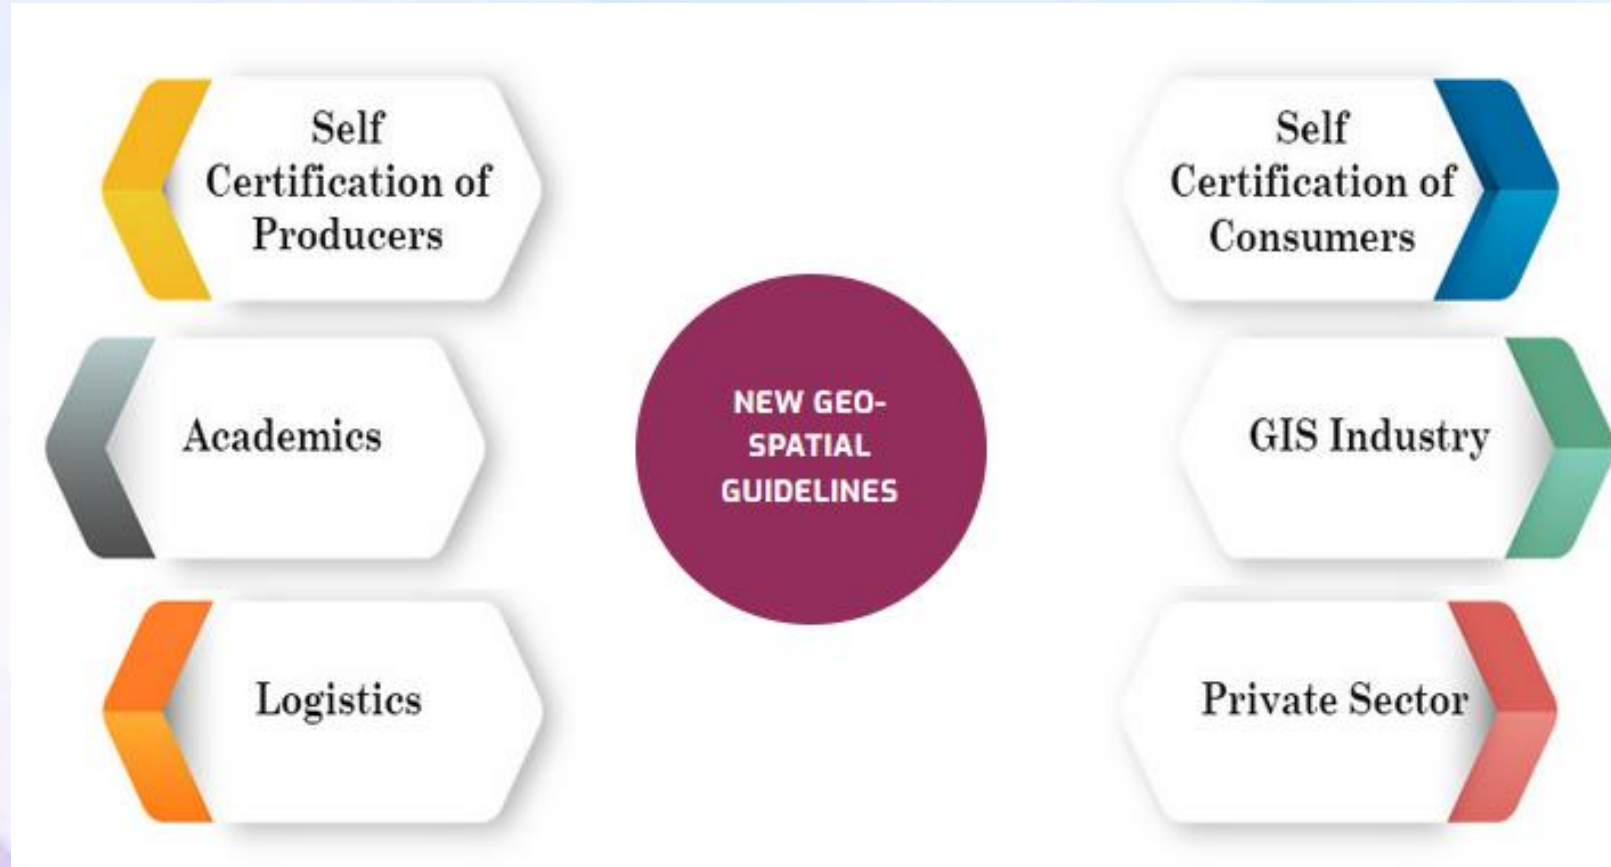 Self
Certification of
Producers
Academics
Logistics
NEW GEO-
SPATIAL
GUIDELINES
Self
Certification of
Consumers
GIS Industry
Private Sector